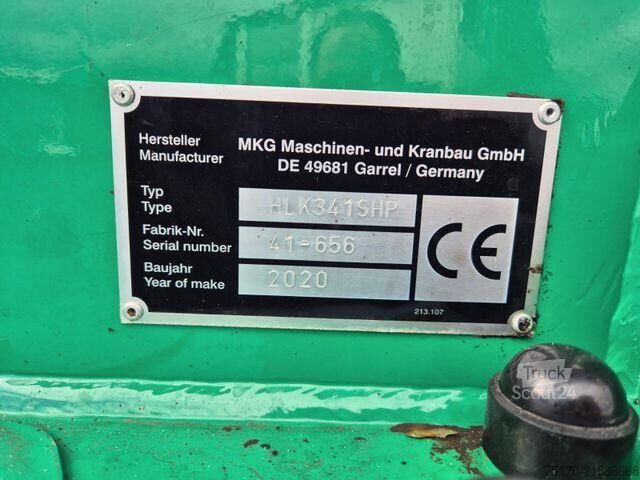 Hersteller
Manufacturer
MKG Maschinen- und Kranbau GmbH
DE 49681 Garrel / Germany
Typ
Type
HLK341SHP
Fabrik-Nr.
Serial number
41-656
Baujahr
Year of make
2020
CE
213.107
Truck
Scout24